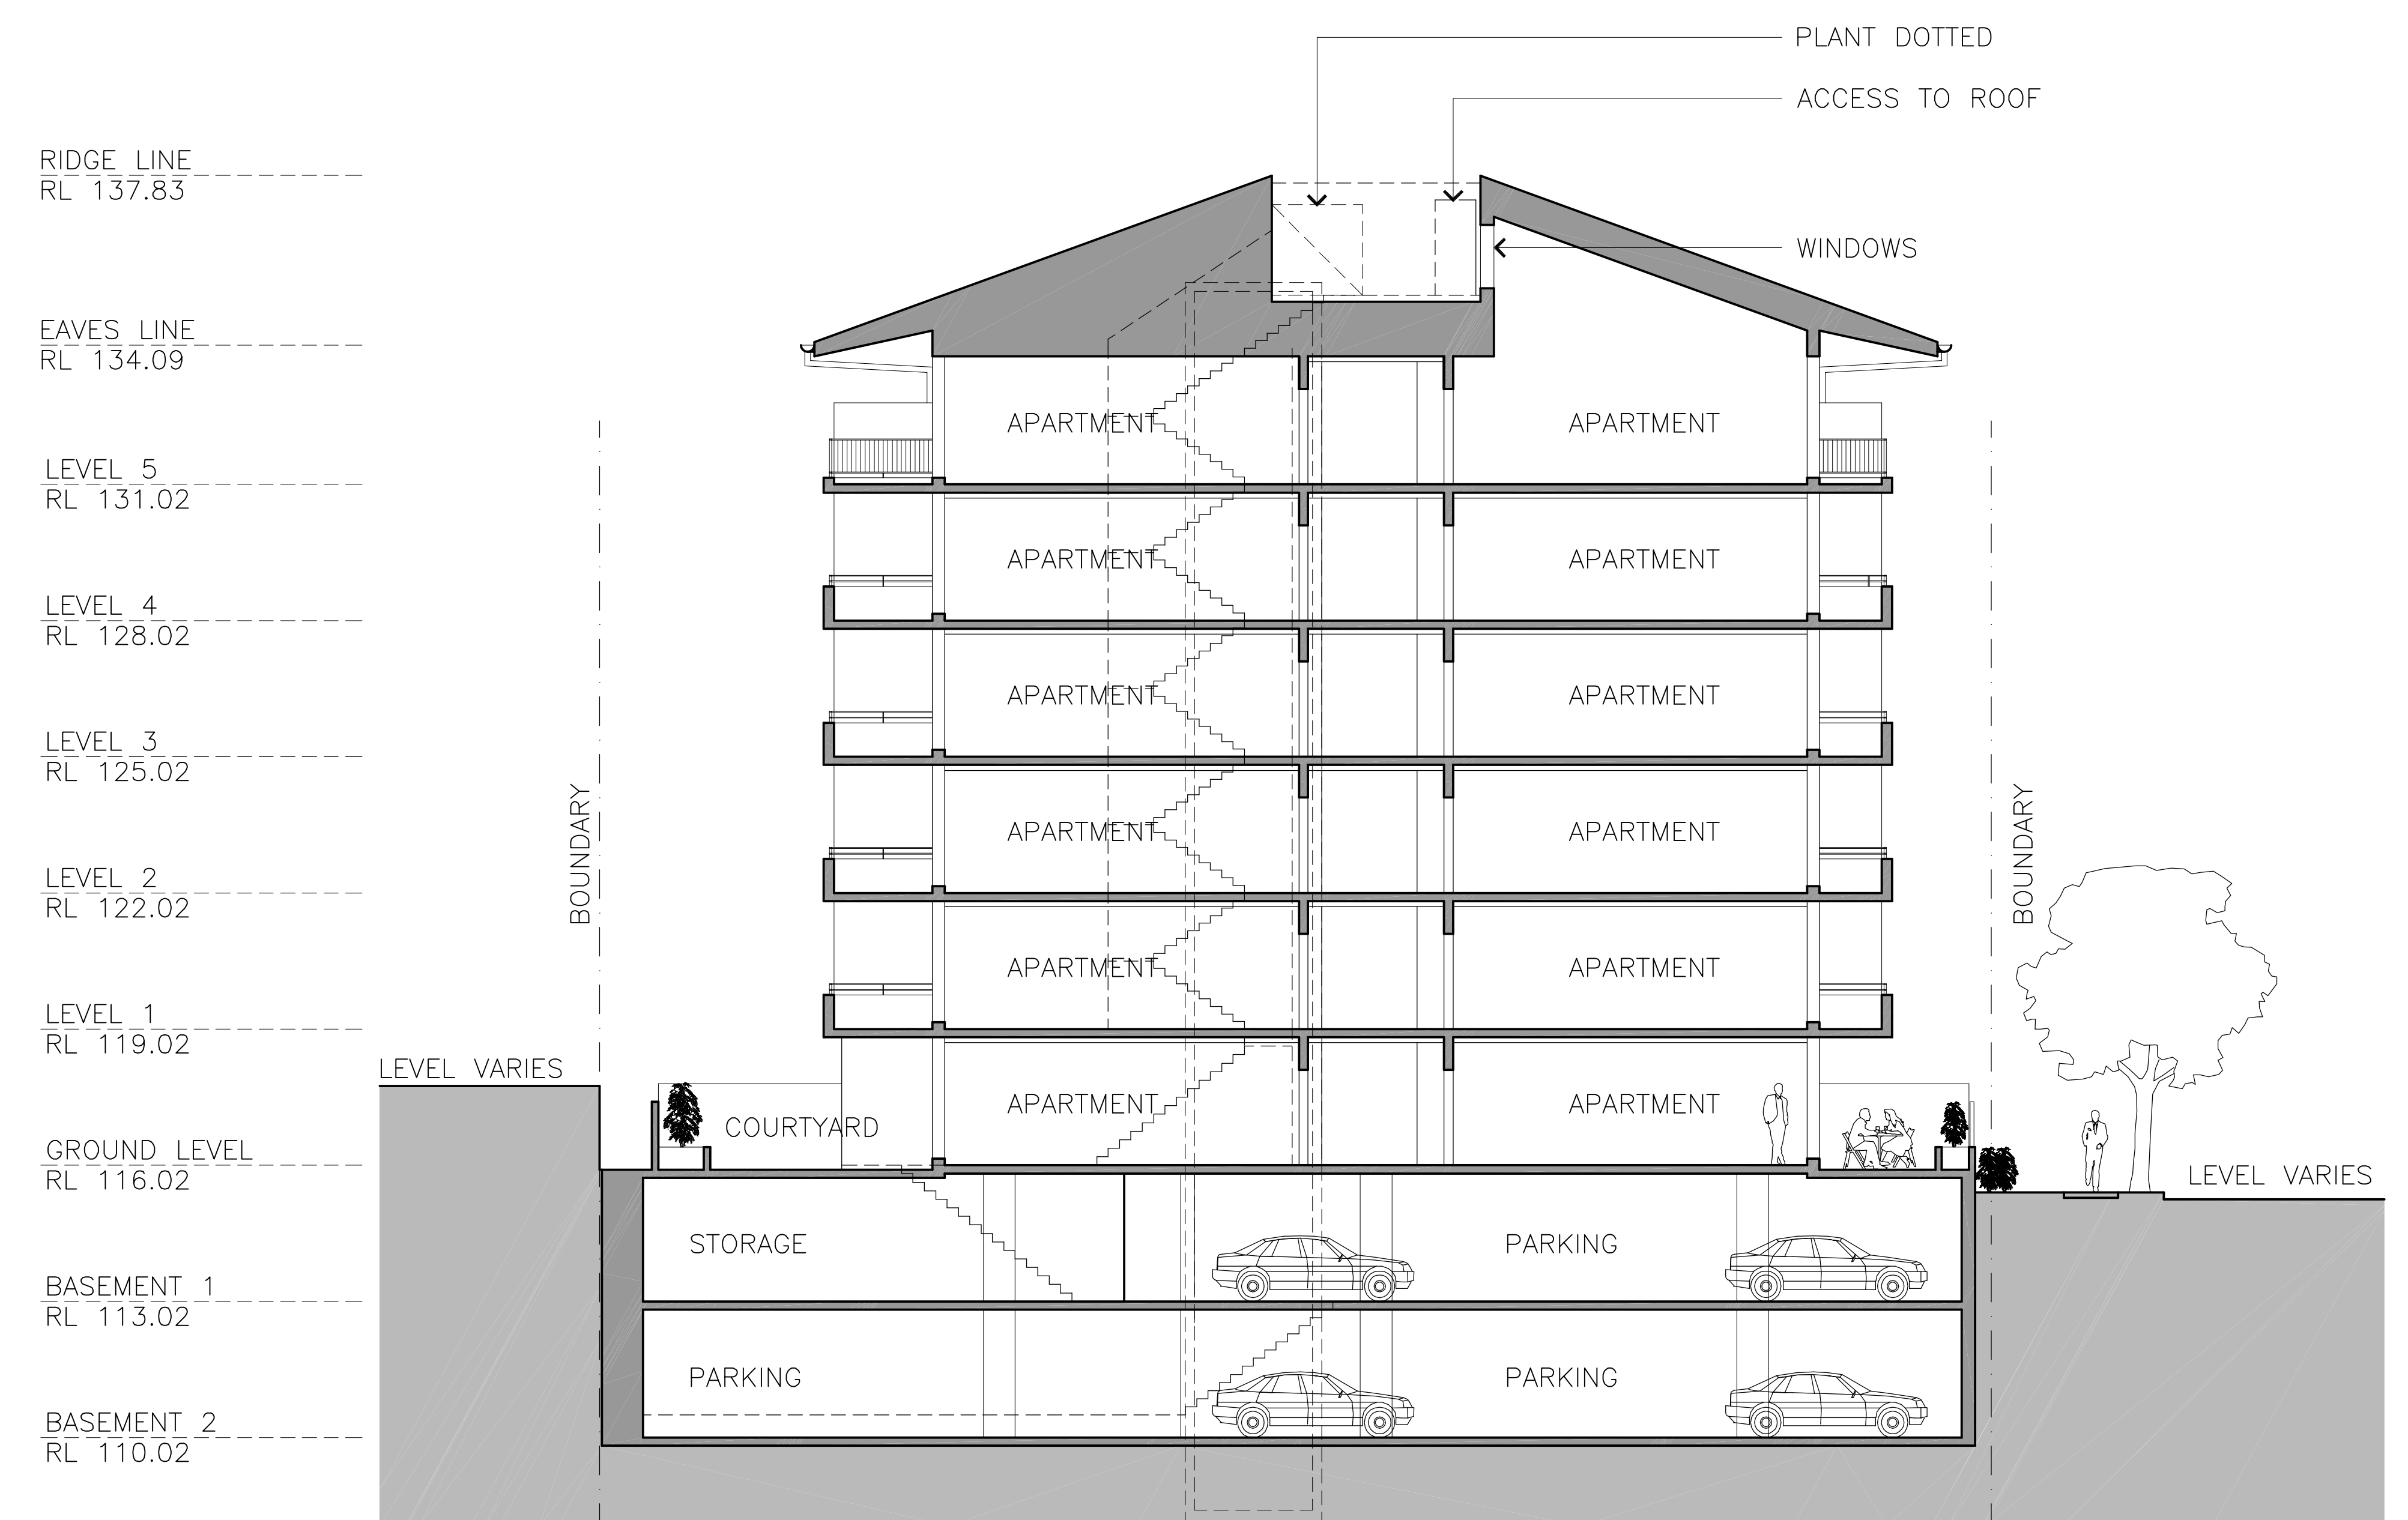 PLANT DOTTED
ACCESS TO ROOF
RIDGE LINE
RL 137.83
WINDOWS
EAVES LINE
RL 134.09
APARTMENT APARTMENT
LEVEL 5
RL 131.02
APARTMENT APARTMENT
LEVEL 4
RL 128.02
APARTMENT APARTMENT
LEVEL 3
RL 125.02
BOUNDARY
BOUNDARY
APARTMENT APARTMENT
LEVEL 2
RL 122.02
APARTMENT APARTMENT
LEVEL 1
RL 119.02
LEVEL VARIES
APARTMENT APARTMENT
COURTYARD
GROUND LEVEL
RL 116.02
LEVEL VARIES
STORAGE PARKING
BASEMENT 1
RL 113.02
PARKING PARKING
BASEMENT 2
RL 110.02